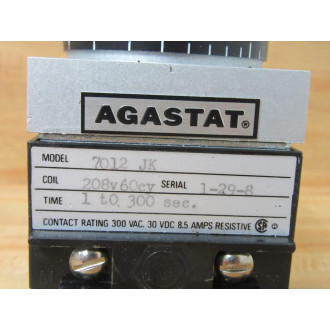 AGASTAT®
MODEL 7012 JK
COIL 208v60cy SERIAL 1-29-8
TIME 1 to 300 sec.
CONTACT RATING 300 VAC. 30 VDC 8.5 AMPS RESISTIVE